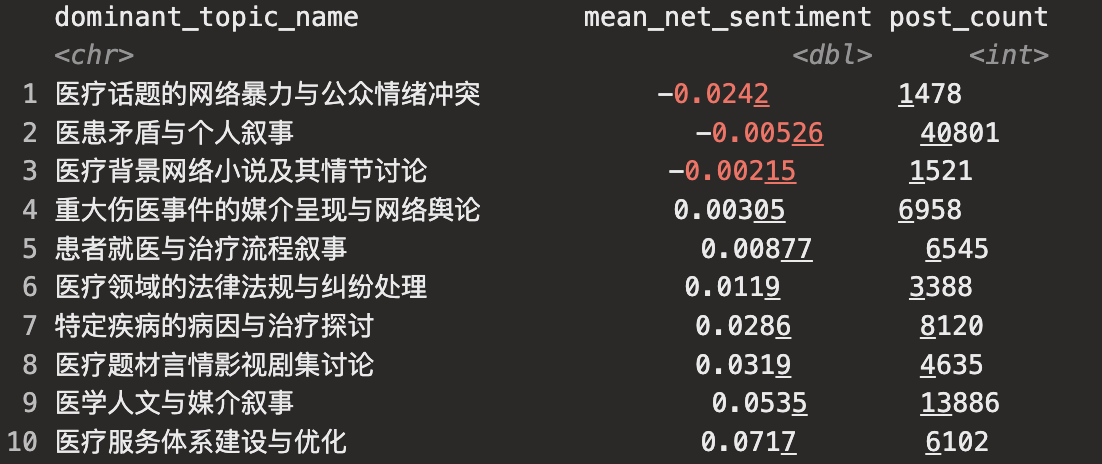 dominant_topic_name mean_net_sentiment post_count
<chr> <dbl> <int>
1 医疗话题的网络暴力与公众情绪冲突 -0.0242 1478
2 医患矛盾与个人叙事 -0.00526 40801
3 医疗背景网络小说及其情节讨论 -0.00215 1521
4 重大伤医事件的媒介呈现与网络舆论 0.00305 6958
5 患者就医与治疗流程叙事 0.00877 6545
6 医疗领域的法律法规与纠纷处理 0.0119 3388
7 特定疾病的病因与治疗探讨 0.0286 8120
8 医疗题材言情影视剧集讨论 0.0319 4635
9 医学人文与媒介叙事 0.0535 13886
10 医疗服务体系建设与优化 0.0717 6102